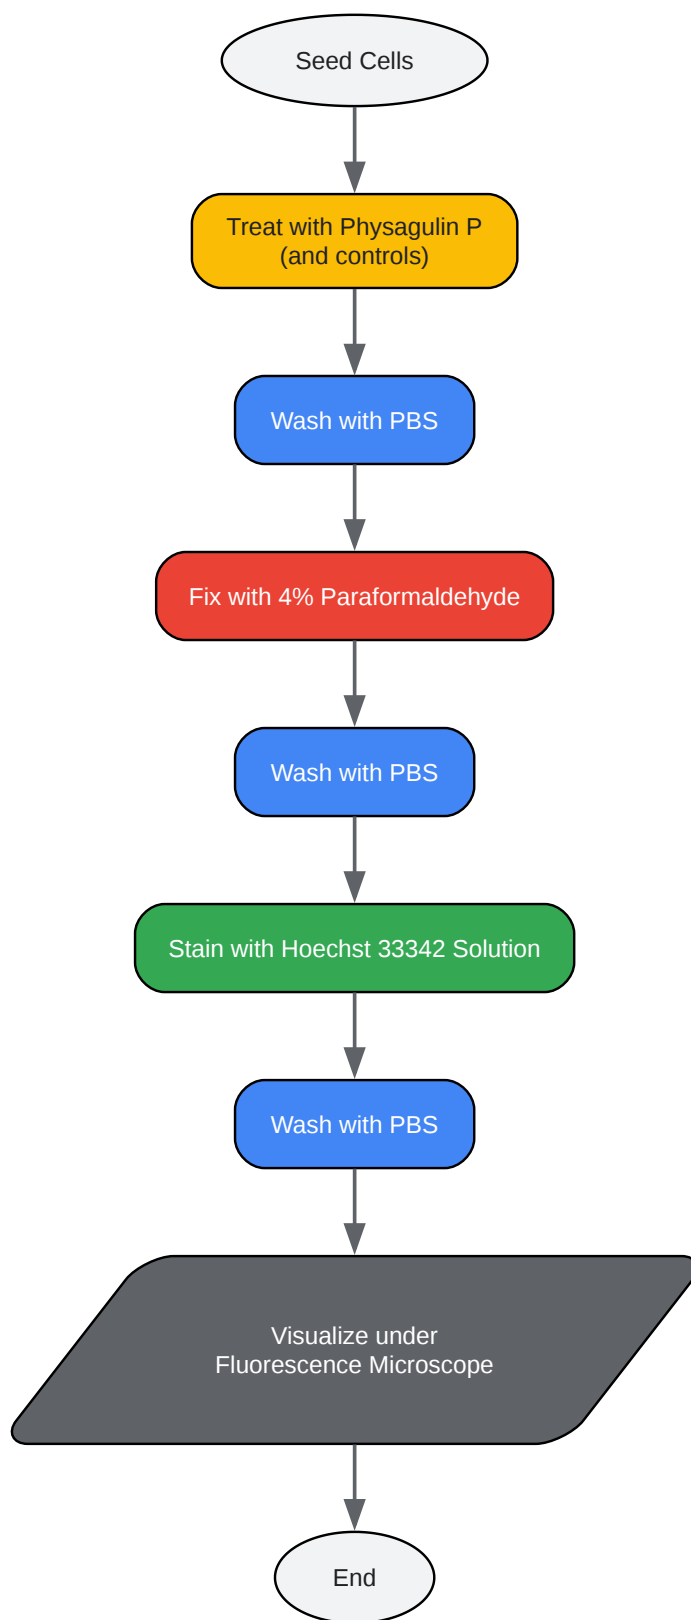 Seed Cells
Treat with Physagulin P
(and controls)
Wash with PBS
Fix with 4% Paraformaldehyde
Wash with PBS
Stain with Hoechst 33342 Solution
Wash with PBS
Visualize under
Fluorescence Microscope
End